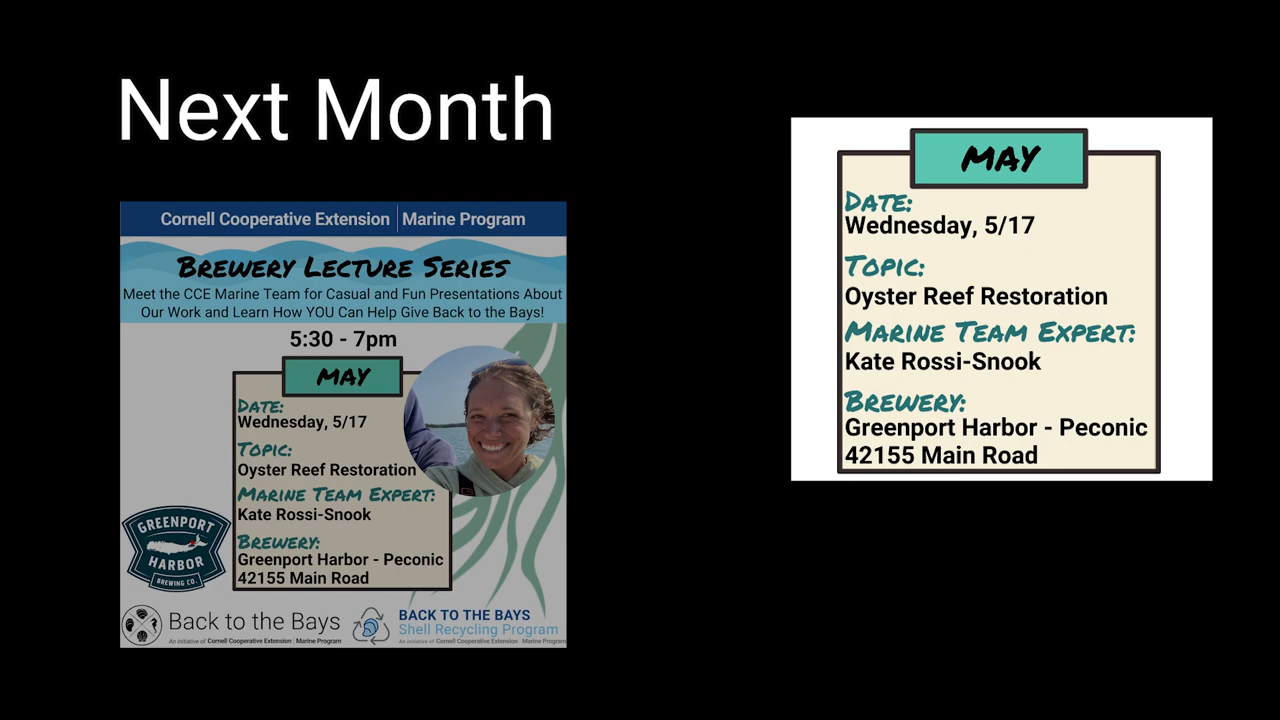 Next Month
Cornell Cooperative Extension | Marine Program
BREWERY LECTURE SERIES
Meet the CCE Marine Team for Casual and Fun Presentations About
Our Work and Learn How YOU Can Help Give Back to the Bays!
5:30 - 7pm
MAY
DATE:
Wednesday, 5/17
TOPIC:
Oyster Reef Restoration
MARINE TEAM EXPERT:
Kate Rossi-Snook
BREWERY:
Greenport Harbor - Peconic
42155 Main Road
GREENPORT
HARBOR
BREWING CO.
Back to the Bays
An initiative of Cornell Cooperative Extension | Marine Program
BACK TO THE BAYS
Shell Recycling Program
An initiative of Cornell Cooperative Extension | Marine Program
MAY
DATE:
Wednesday, 5/17
TOPIC:
Oyster Reef Restoration
MARINE TEAM EXPERT:
Kate Rossi-Snook
BREWERY:
Greenport Harbor - Peconic
42155 Main Road